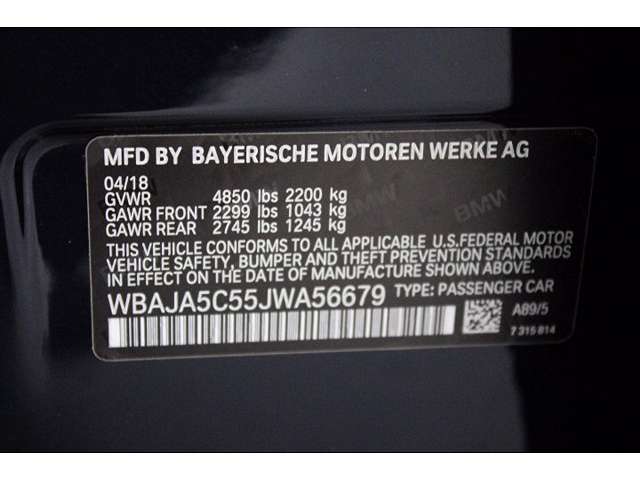 MFD BY BAYERISCHE MOTOREN WERKE AG
04/18
GVWR 4850 lbs 2200 kg
GAWR FRONT 2299 lbs 1043 kg
GAWR REAR 2745 lbs 1245 kg
THIS VEHICLE CONFORMS TO ALL APPLICABLE U.S.FEDERAL MOTOR
VEHICLE SAFETY, BUMPER AND THEFT PREVENTION STANDARDS
IN EFFECT ON THE DATE OF MANUFACTURE SHOWN ABOVE.
WBAJA5C55JWA56679 TYPE: PASSENGER CAR
A89/5
7 315 814
BMW
BMW